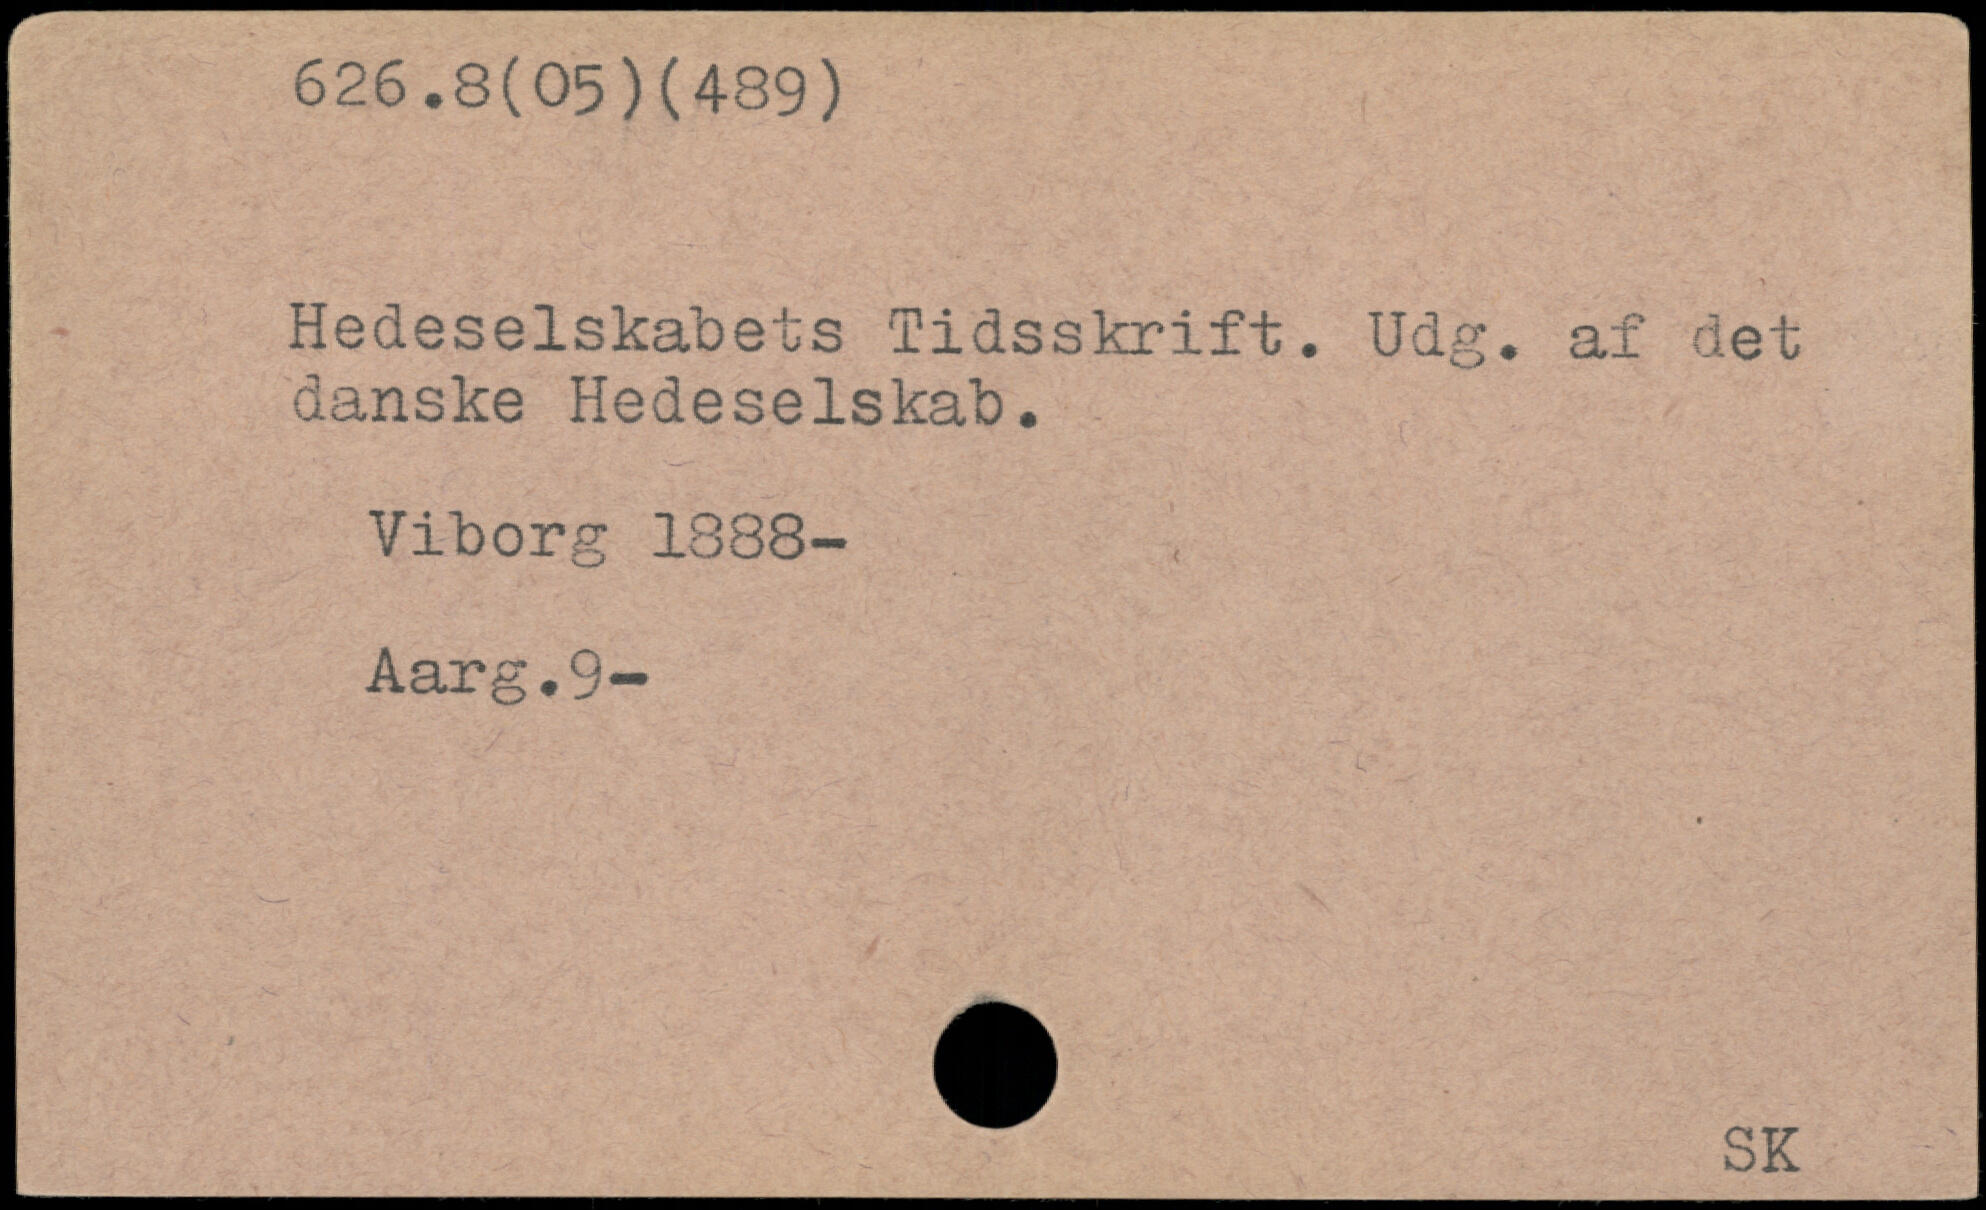 626.8(05)(489)
Hedeselskabets Tidsskrift. Udg. af det
danske Hedeselskab.
Viborg 1888-
Aarg.9-
SK